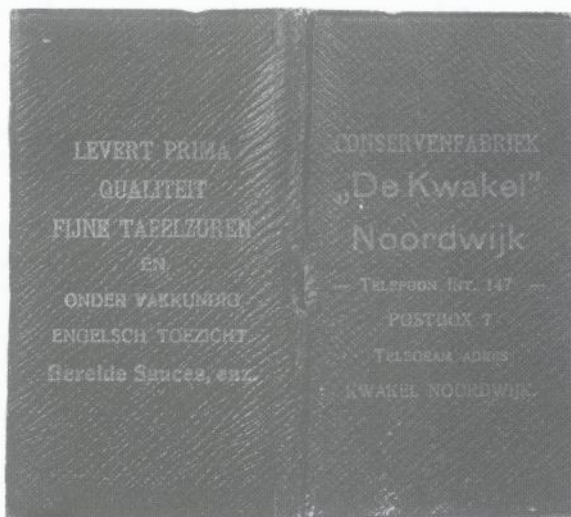 LEVERT PRIMA
QUALITEIT
FIJNE TAFELZUREN
EN
ONDER VAKKUNDIG
ENGELSCH TOEZICHT
Bereide Sauces, enz.
CONSERVENFABRIEK
„De Kwakel”
Noordwijk
— TELEFOON INT. 147 —
POSTBOX 7
TELEGRAM ADRES
KWAKEL NOORDWIJK.